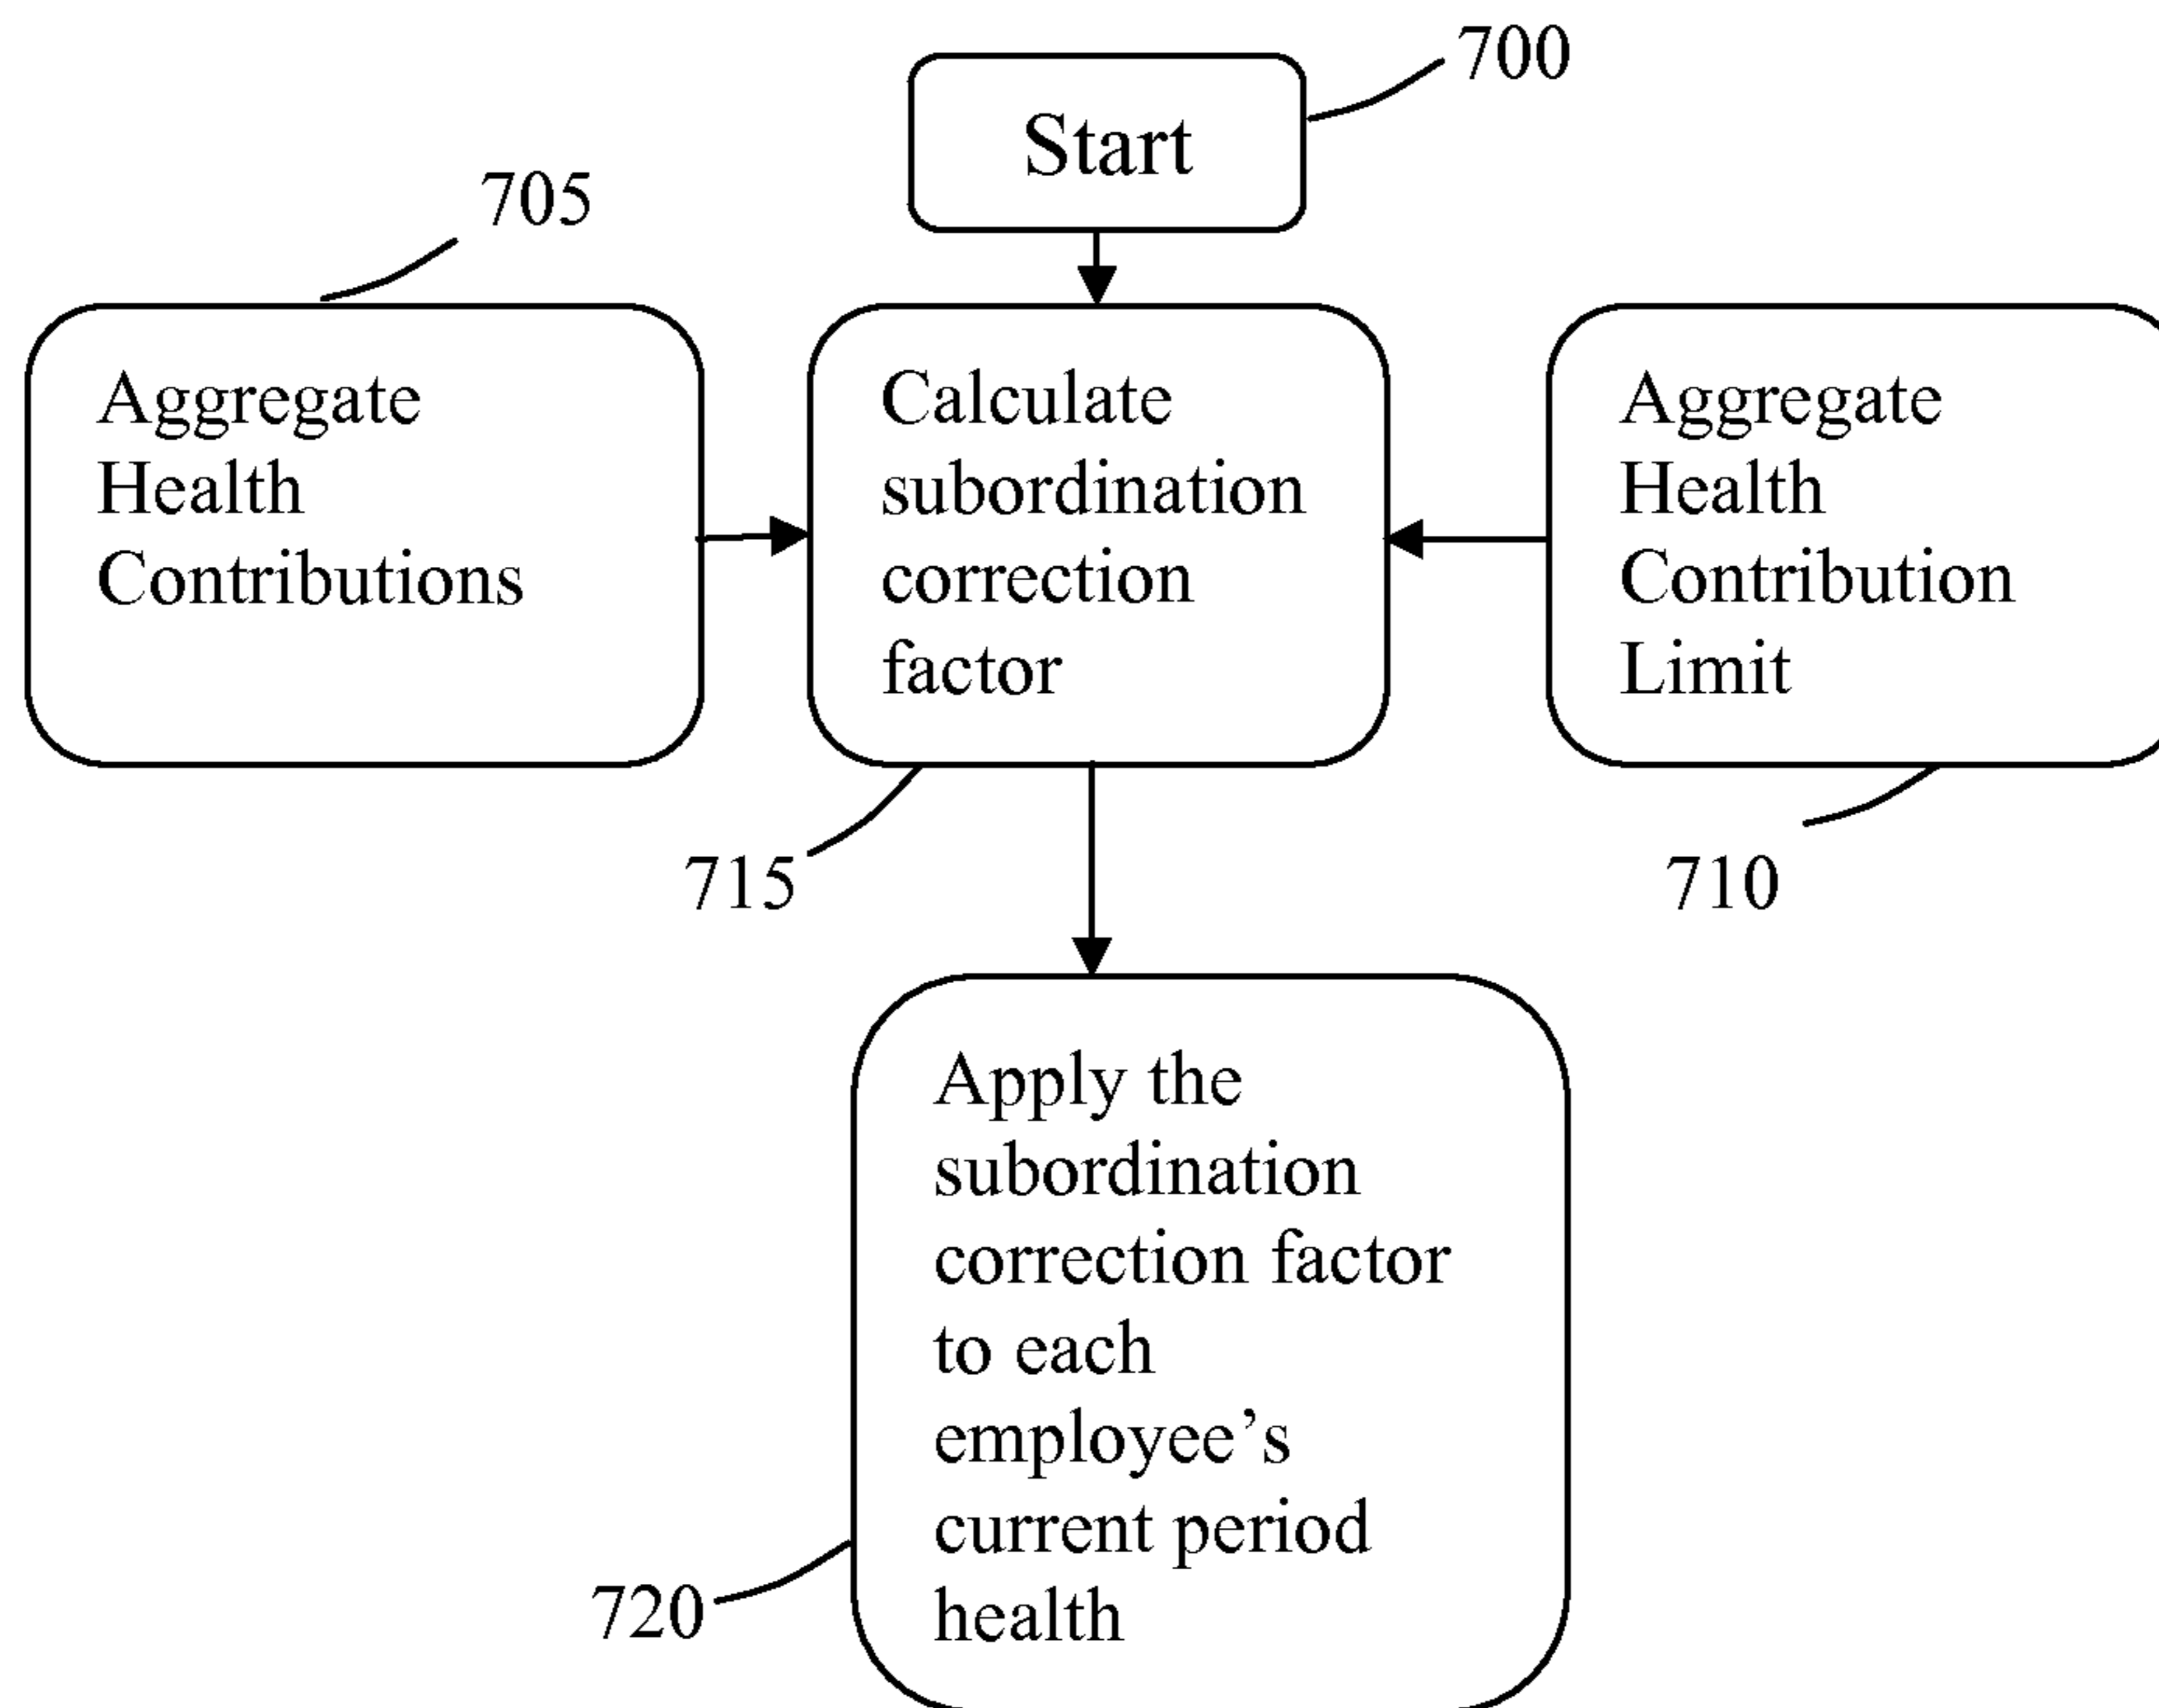 700
Start
705
Aggregate
Health
Contributions
Calculate
subordination
correction
factor
Aggregate
Health
Contribution
Limit
715
710
Apply the
subordination
correction factor
to each
employee’s
current period
health
720